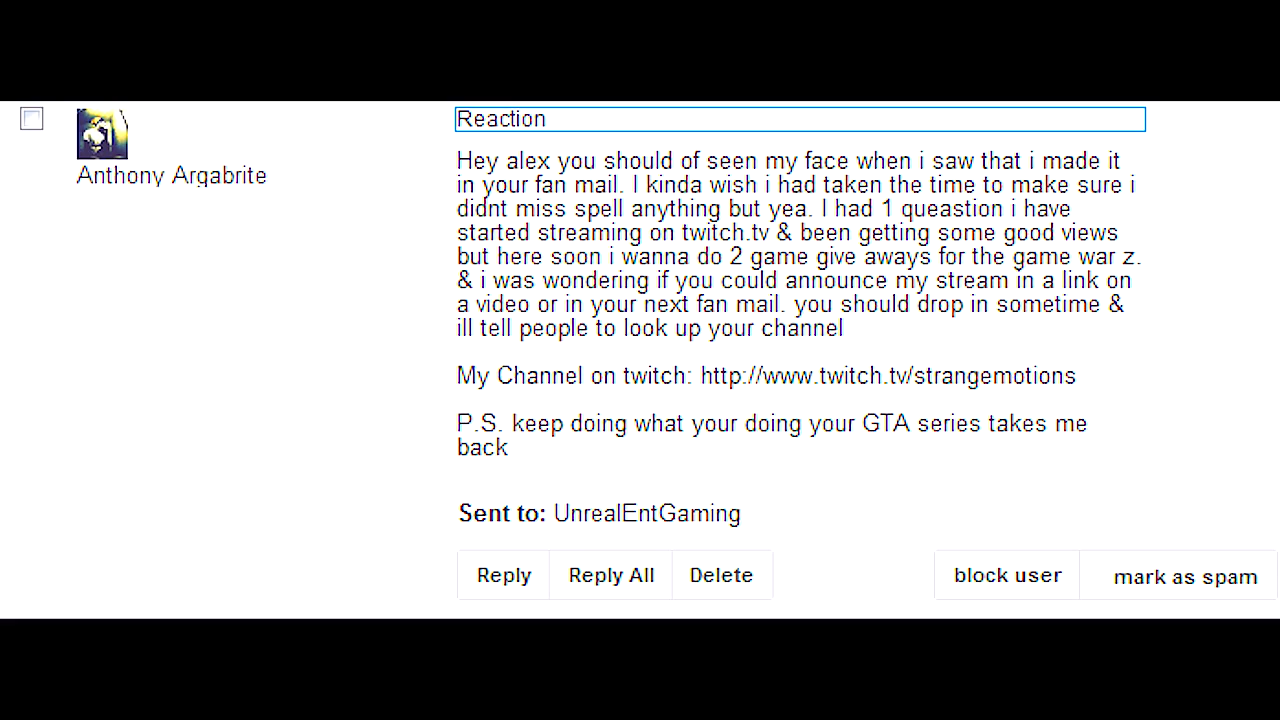 Reaction
Anthony Argabrite
Hey alex you should of seen my face when i saw that i made it
in your fan mail. I kinda wish i had taken the time to make sure i
didnt miss spell anything but yea. I had 1 queastion i have
started streaming on twitch.tv & been getting some good views
but here soon i wanna do 2 game give aways for the game war z.
& i was wondering if you could announce my stream in a link on
a video or in your next fan mail. you should drop in sometime &
ill tell people to look up your channel
My Channel on twitch: http://www.twitch.tv/strangemotions
P.S. keep doing what your doing your GTA series takes me
back
Sent to: UnrealEntGaming
Reply Reply All Delete block user mark as spam